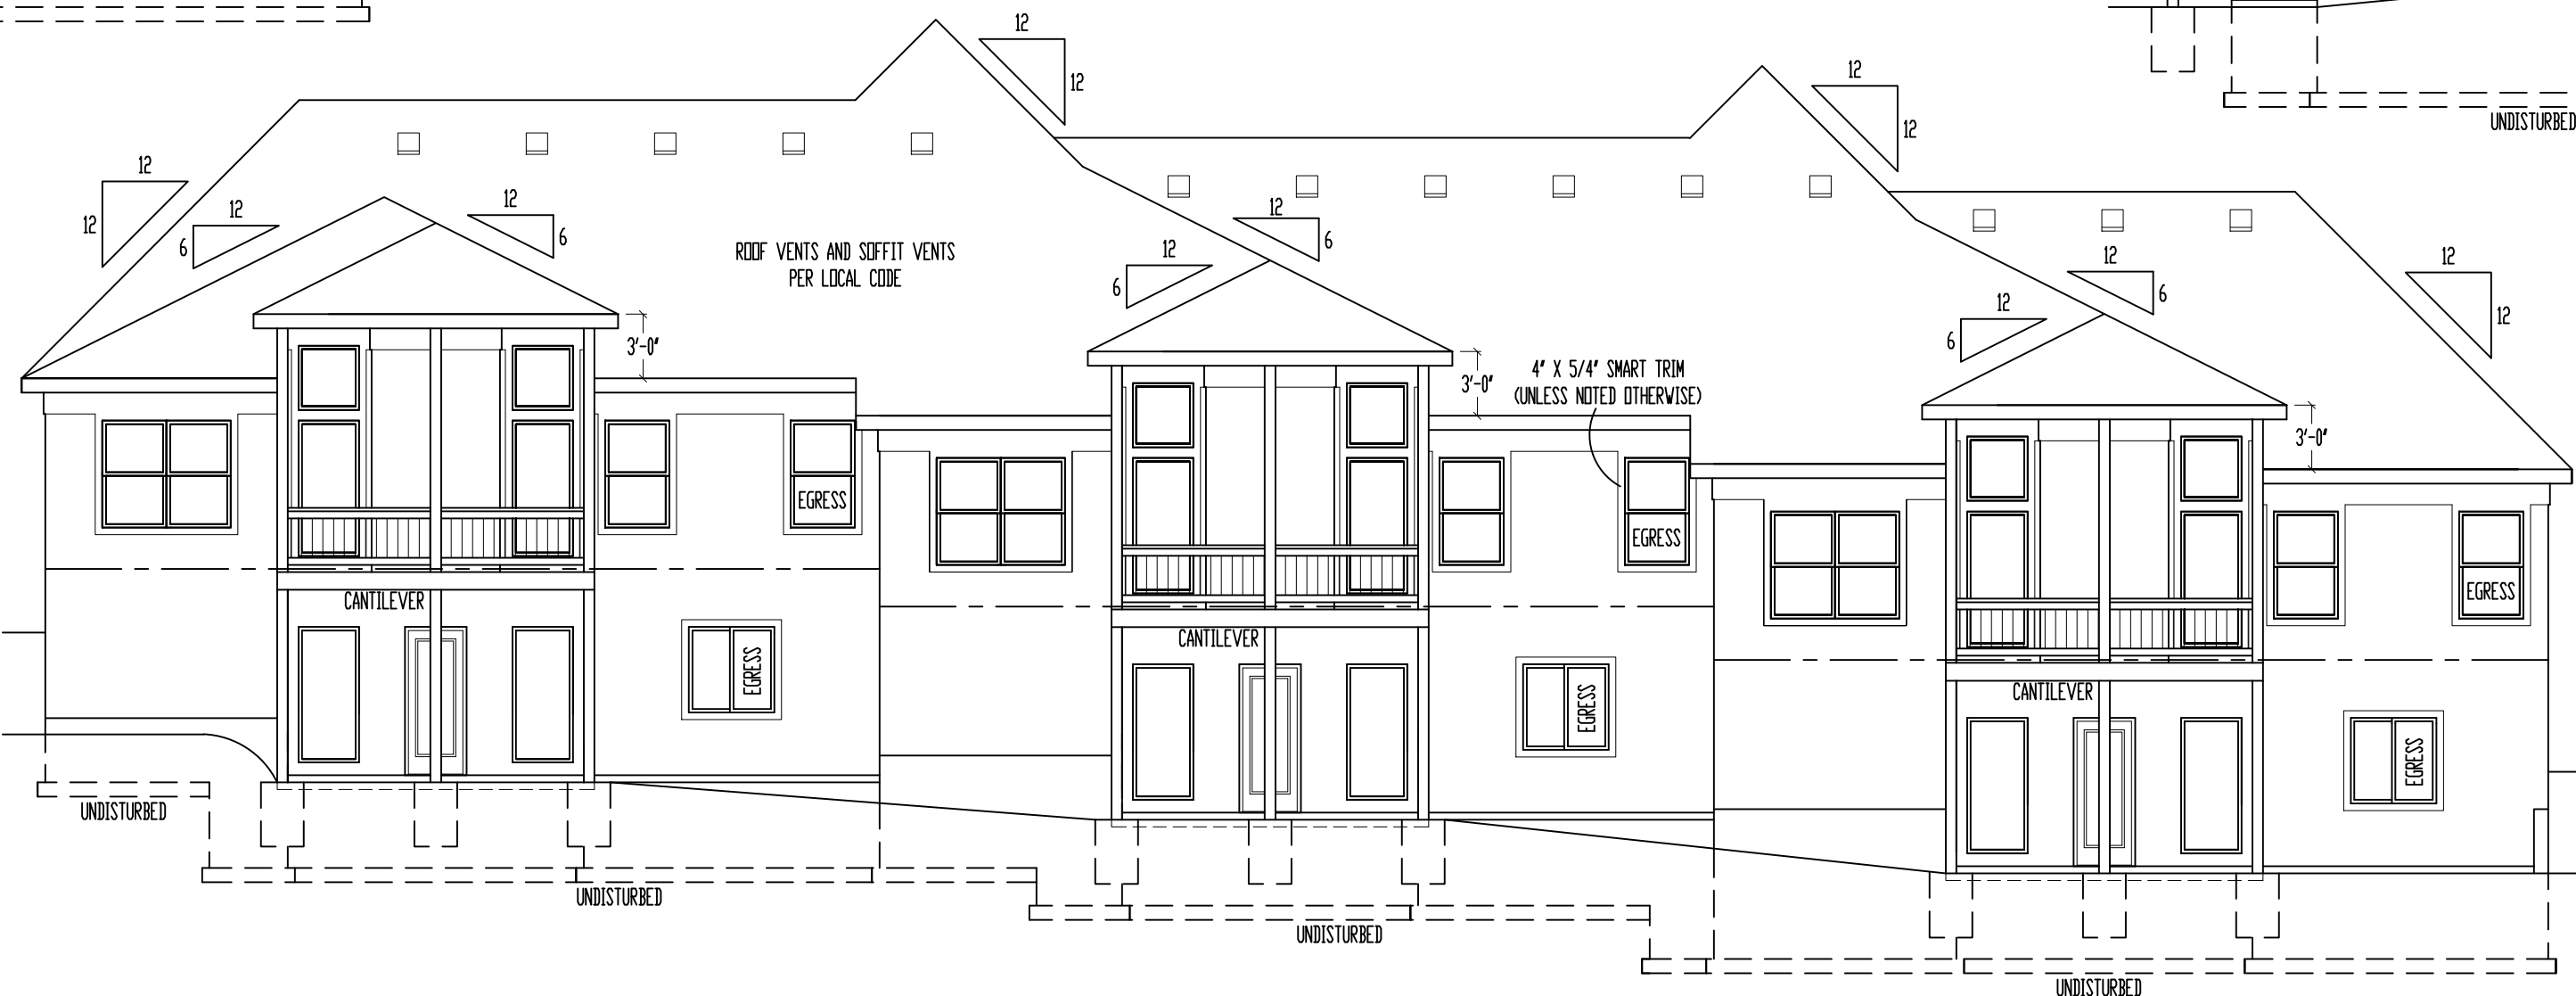 12
12
12
12
UNDISTURBED
12
12
12
6
12
6
12
6
12
6
12
6
12
6
12
12
ROOF VENTS AND SOFFIT VENTS
PER LOCAL CODE
3'-0"
3'-0"
4" X 5/4" SMART TRIM
(UNLESS NOTED OTHERWISE)
3'-0"
EGRESS
EGRESS
EGRESS
CANTILEVER
CANTILEVER
CANTILEVER
EGRESS
EGRESS
EGRESS
UNDISTURBED
UNDISTURBED
UNDISTURBED
UNDISTURBED